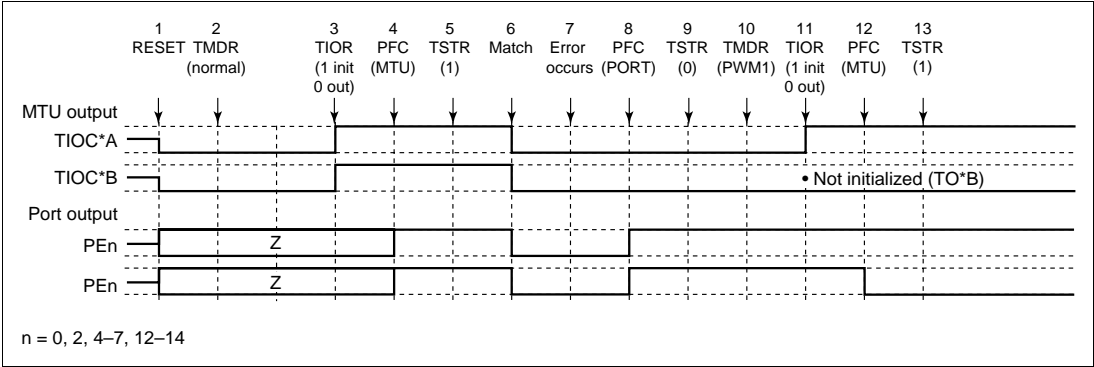 1 2 3 4 5 6 7 8 9 10 11 12 13
RESET TMDR TIOR PFC TSTR Match Error PFC TSTR TMDR TIOR PFC TSTR
(normal) (1 init (MTU) (1) occurs (PORT) (0) (PWM1) (1 init (MTU) (1)
0 out) 0 out)
MTU output
TIOC*A
TIOC*B
• Not initialized (TO*B)
Port output
PEn
Z
PEn
Z
n = 0, 2, 4–7, 12–14